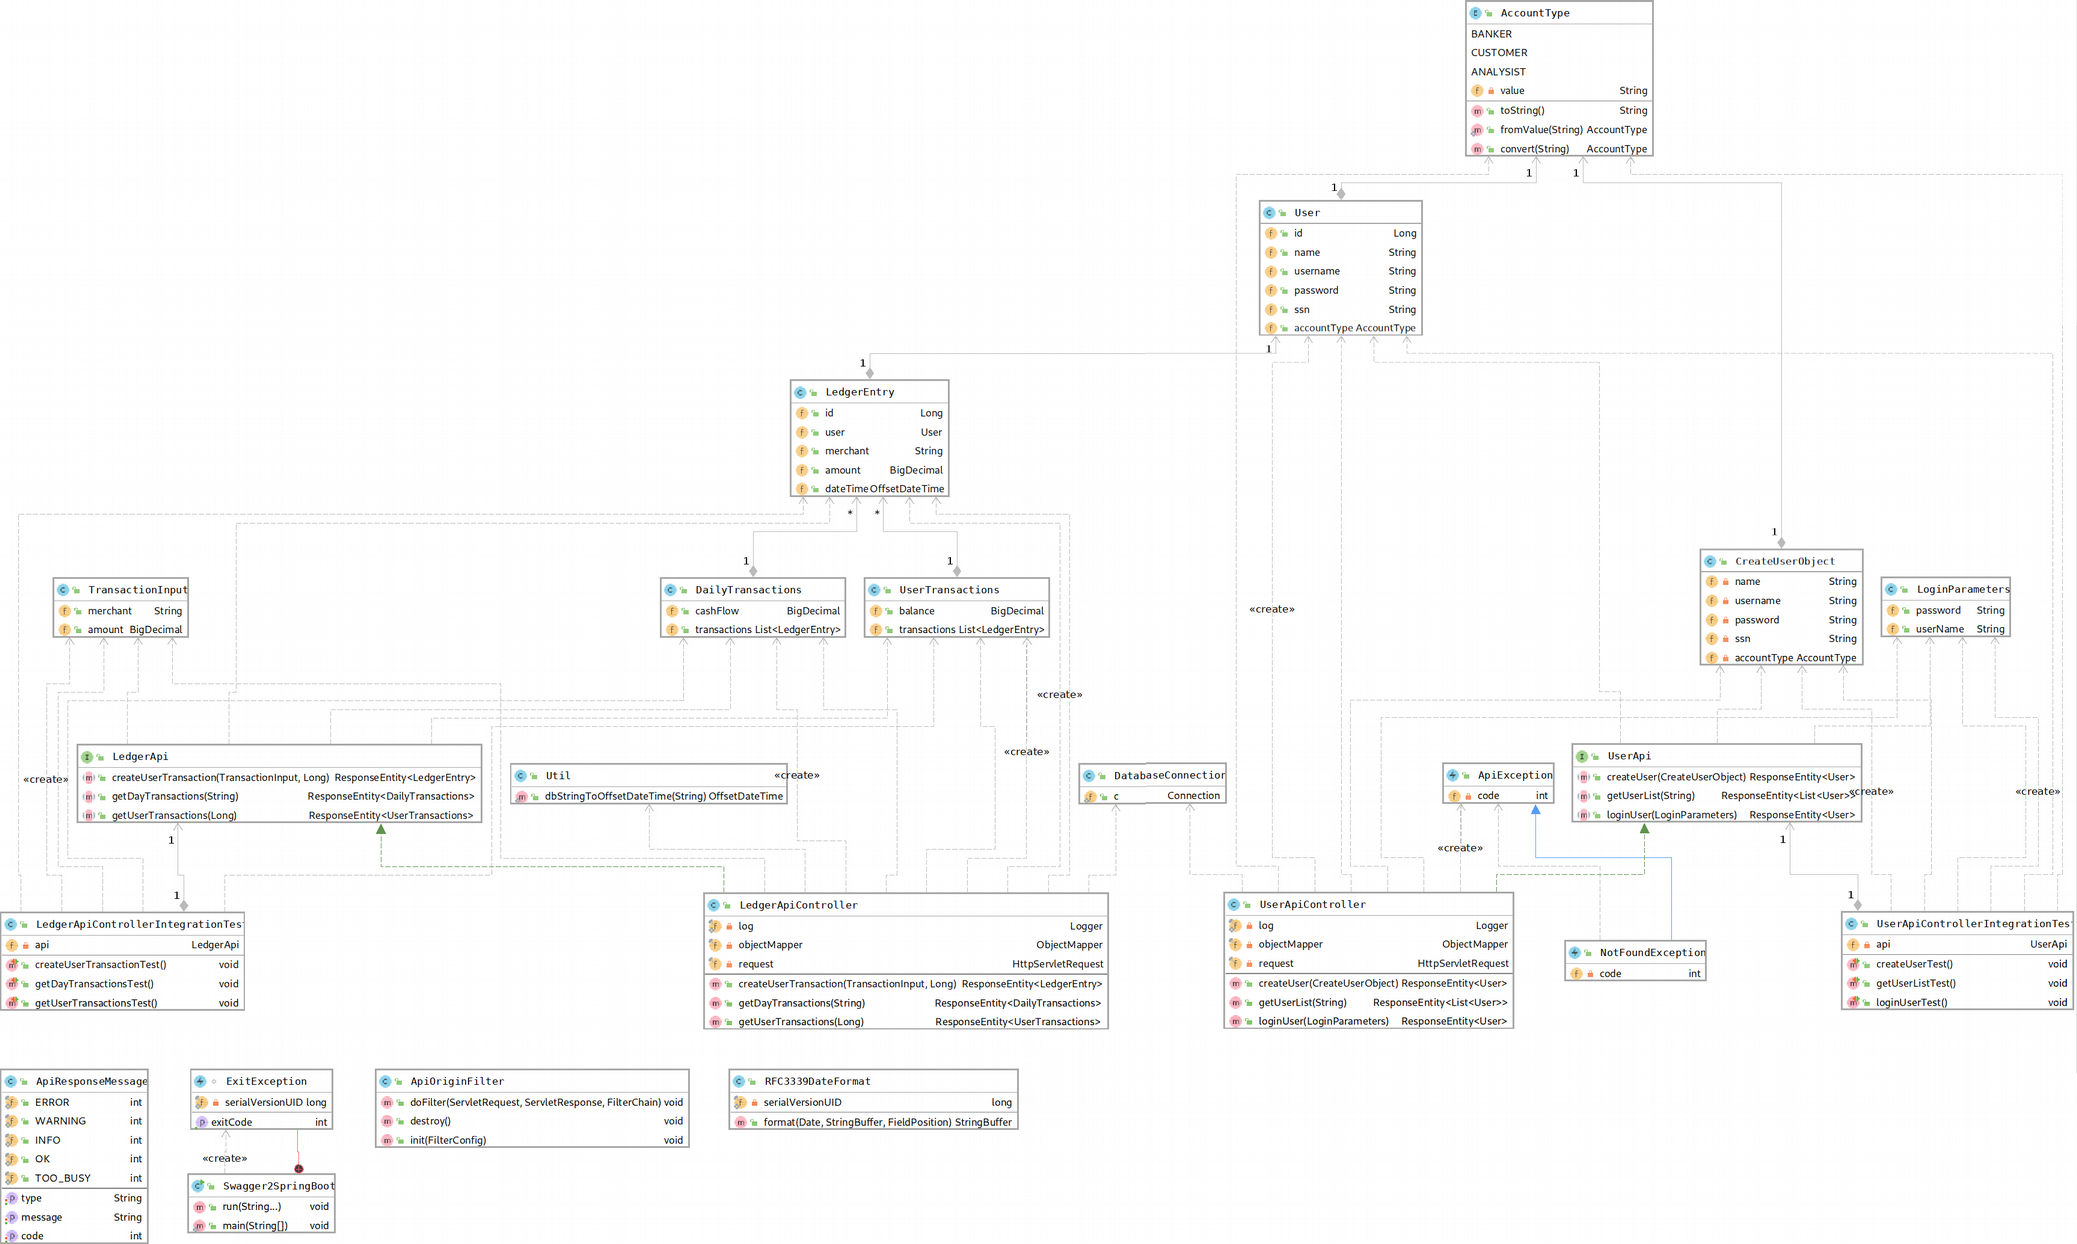 AccountType
BANKER
CUSTOMER
ANALYSIST
value String
toString() String
fromValue(String) AccountType
convert(String) AccountType
1 1
1
User
id Long
name String
username String
password String
ssn String
accountType AccountType
1
1
LedgerEntry
id Long
user User
merchant String
amount BigDecimal
dateTime OffsetDateTime
* *
1 1
1
CreateUserObject
name String
username String
password String
ssn String
accountType AccountType
TransactionInput
merchant String
amount BigDecimal
DailyTransactions
cashFlow BigDecimal
transactions List<LedgerEntry>
UserTransactions
balance BigDecimal
transactions List<LedgerEntry>
LoginParameters
password String
userName String
«create»
«create»
«create»
LedgerApi
createUserTransaction(TransactionInput, Long) ResponseEntity<LedgerEntry>
getDayTransactions(String) ResponseEntity<DailyTransactions>
getUserTransactions(Long) ResponseEntity<UserTransactions>
«create»
Util
dbStringToOffsetDateTime(String) OffsetDateTime
«create»
DatabaseConnection
c Connection
ApiException
code int
UserApi
createUser(CreateUserObject) ResponseEntity<User>
getUserList(String) ResponseEntity<List<User>>
loginUser(LoginParameters) ResponseEntity<User>
«create»
«create»
1
1
«create»
1
1
LedgerApiControllerIntegrationTes
api LedgerApi
createUserTransactionTest() void
getDayTransactionsTest() void
getUserTransactionsTest() void
LedgerApiController
log Logger
objectMapper ObjectMapper
request HttpServletRequest
createUserTransaction(TransactionInput, Long) ResponseEntity<LedgerEntry>
getDayTransactions(String) ResponseEntity<DailyTransactions>
getUserTransactions(Long) ResponseEntity<UserTransactions>
UserApiController
log Logger
objectMapper ObjectMapper
request HttpServletRequest
createUser(CreateUserObject) ResponseEntity<User>
getUserList(String) ResponseEntity<List<User>>
loginUser(LoginParameters) ResponseEntity<User>
NotFoundException
code int
UserApiControllerIntegrationTes
api UserApi
createUserTest() void
getUserListTest() void
loginUserTest() void
ApiResponseMessage
ERROR int
WARNING int
INFO int
OK int
TOO_BUSY int
type String
message String
code int
ExitException
serialVersionUID long
exitCode int
«create»
Swagger2SpringBoot
run(String...) void
main(String[]) void
ApiOriginFilter
doFilter(ServletRequest, ServletResponse, FilterChain) void
destroy() void
init(FilterConfig) void
RFC3339DateFormat
serialVersionUID long
format(Date, StringBuffer, FieldPosition) StringBuffer